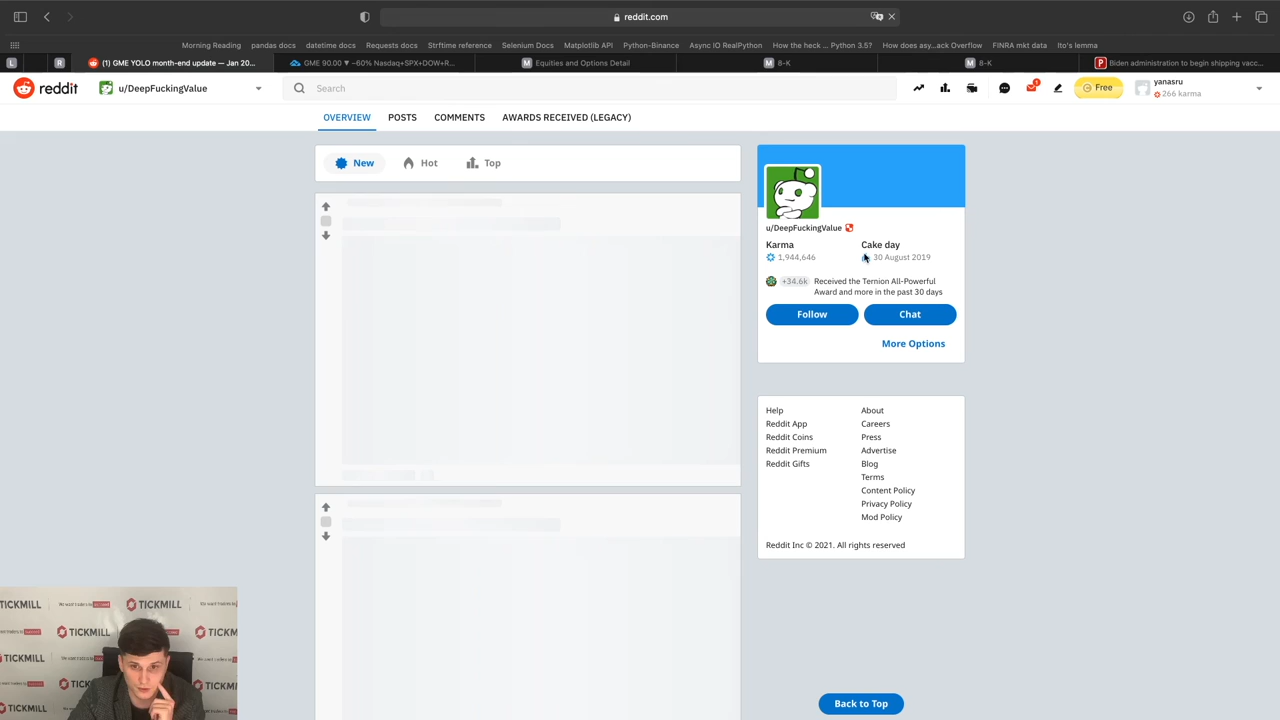 reddit.com
Morning Reading pandas docs datetime docs Requests docs Strftime reference Selenium Docs Matplotlib API Python-Binance Async IO RealPython How the heck ... Python 3.5? How does asy...ack Overflow FINRA mkt data Ito's lemma
L R (1) GME YOLO month-end update — Jan 20... GME 90.00 ▼ −60% Nasdaq+SPX+DOW+R... M Equities and Options Detail M 8-K M 8-K P Biden administration to begin shipping vacc...
reddit u/DeepFuckingValue Search 1 Free yanasru
266 karma
OVERVIEW POSTS COMMENTS AWARDS RECEIVED (LEGACY)
New Hot Top
u/DeepFuckingValue
Karma Cake day
1,944,646 30 August 2019
+34.6k Received the Ternion All-Powerful
Award and more in the past 30 days
Follow Chat
More Options
Help About
Reddit App Careers
Reddit Coins Press
Reddit Premium Advertise
Reddit Gifts Blog
Terms
Content Policy
Privacy Policy
Mod Policy
Reddit Inc © 2021. All rights reserved
Back to Top
TICKMILL TICKMILL
TICKMILL TICKM
TICKMILL
TICKM
TICKMILL